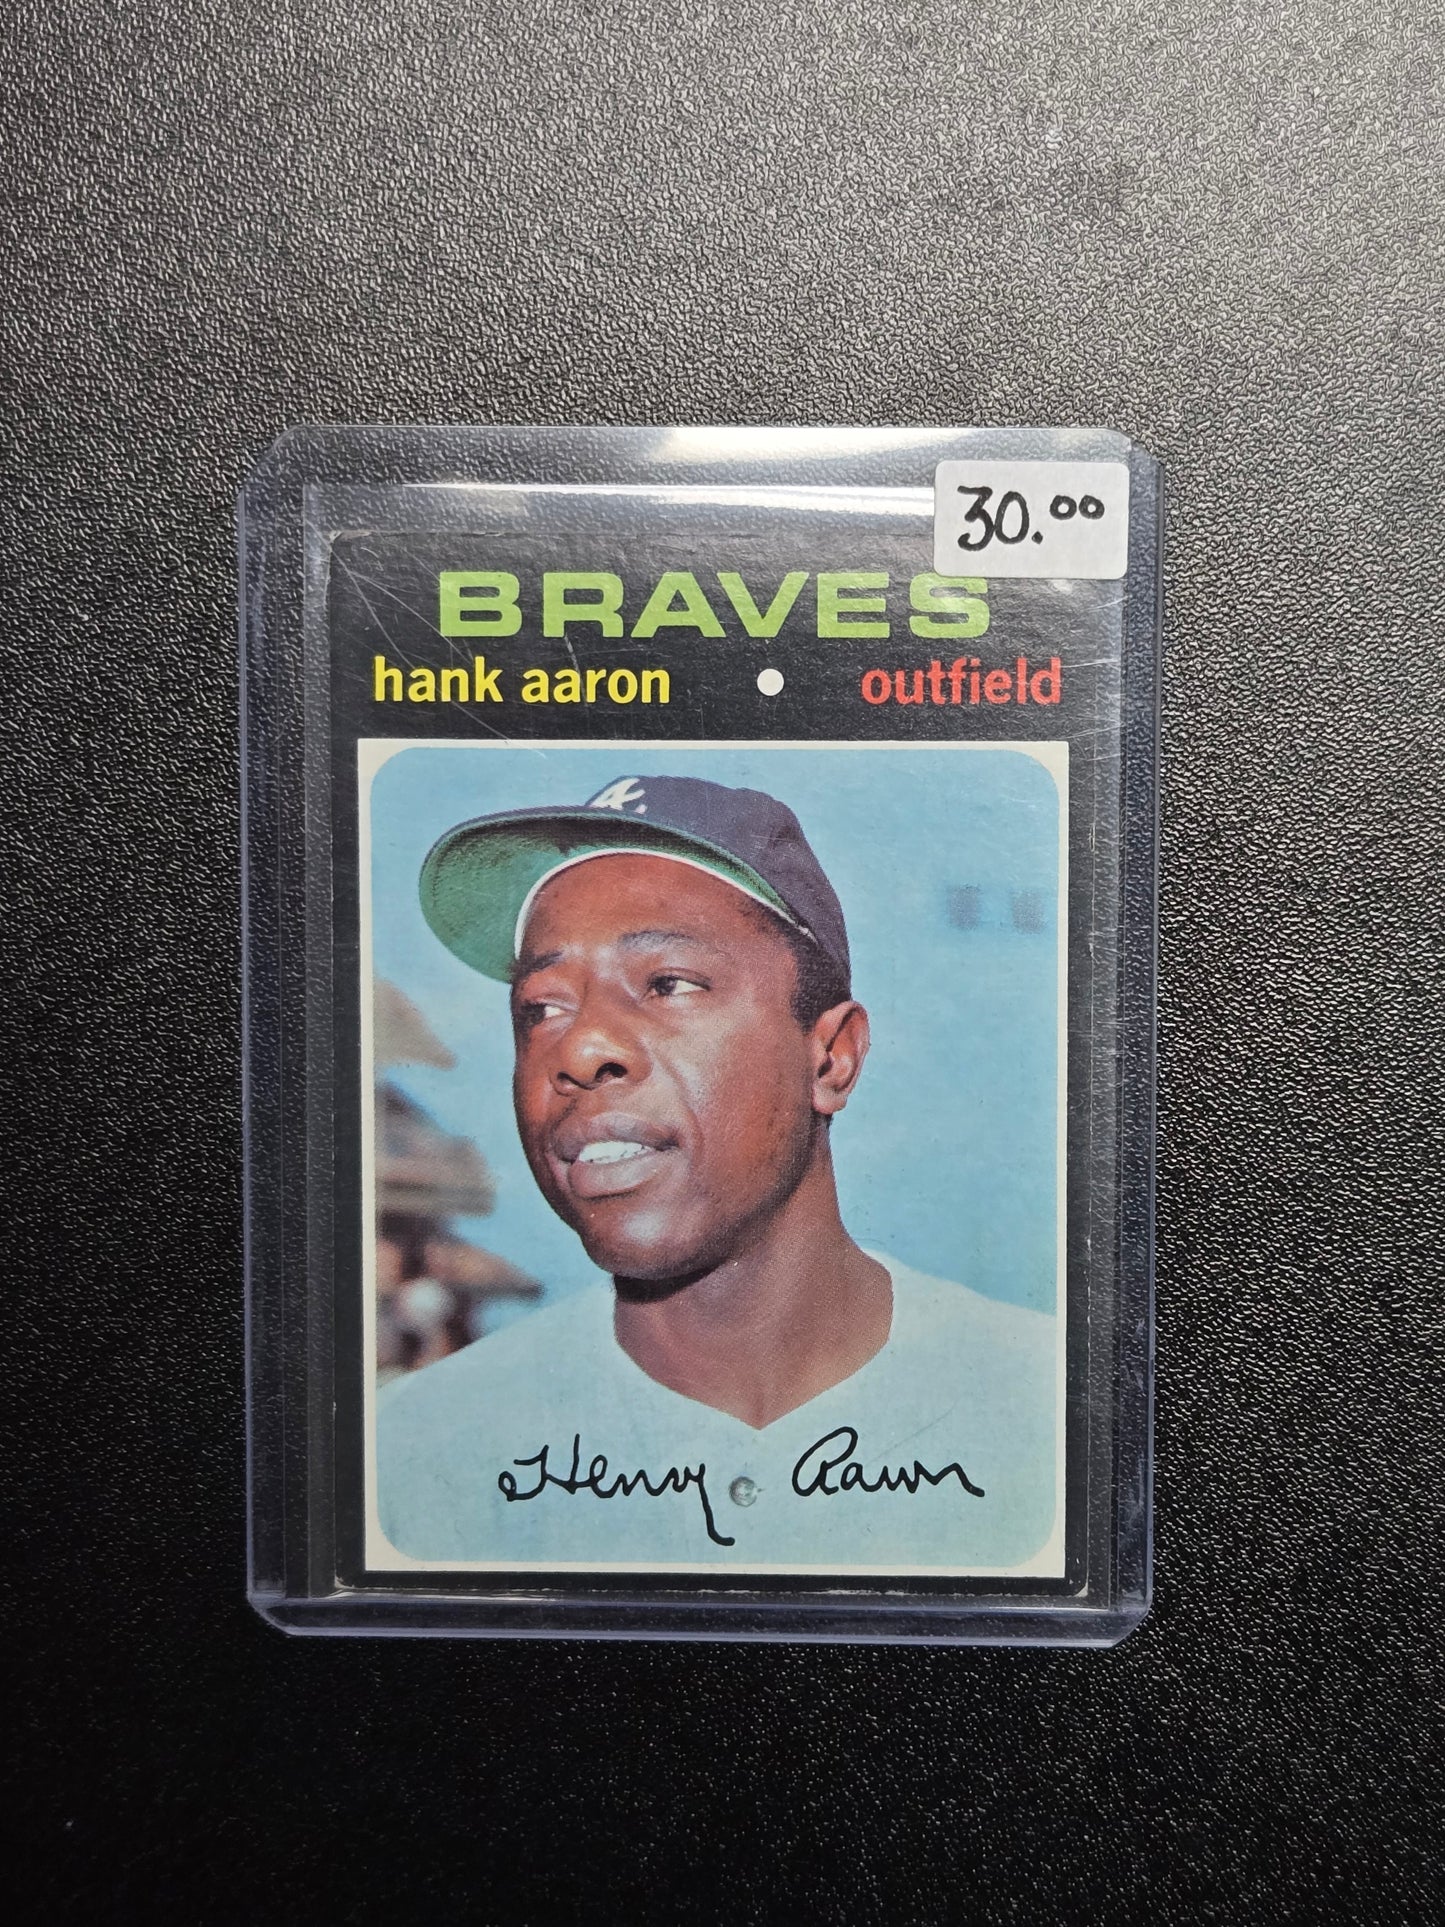 30.00
BRAVES
hank aaron • outfield
A
Henry Aaron